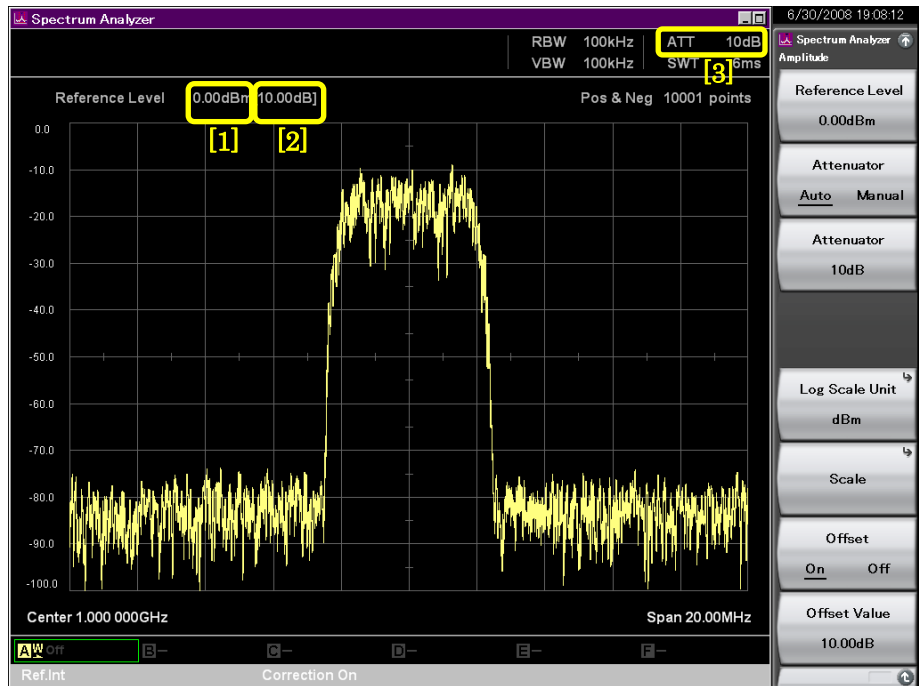 Spectrum Analyzer
RBW 100kHz ATT 10dB
VBW 100kHz SWT 6ms
[3]
Reference Level 0.00dBm 10.00dB]
Pos & Neg 10001 points
[1] [2]
0.0
-10.0
-20.0
-30.0
-40.0
-50.0
-60.0
-70.0
-80.0
-90.0
-100.0
Center 1.000 000GHz
Span 20.00MHz
A W Off B- C- D- E- F-
Ref.Int Correction On
6/30/2008 19:08:12
Spectrum Analyzer
Amplitude
Reference Level
0.00dBm
Attenuator
Auto Manual
Attenuator
10dB
Log Scale Unit
dBm
Scale
Offset
On Off
Offset Value
10.00dB